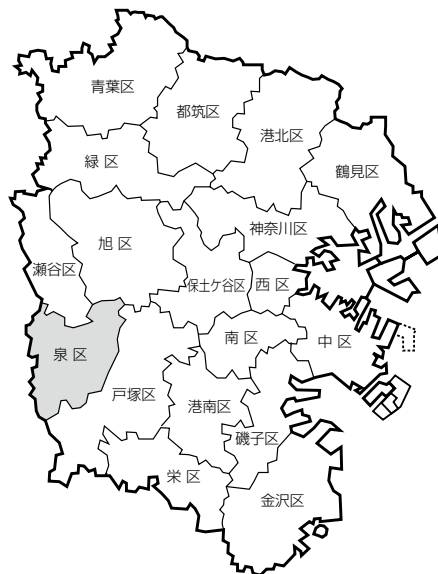 青葉区
都筑区
港北区
緑 区
鶴見区
神奈川区
旭 区
瀬谷区
保土ケ谷区
西 区
泉 区
南 区
中 区
戸塚区
港南区
磯子区
栄 区
金沢区